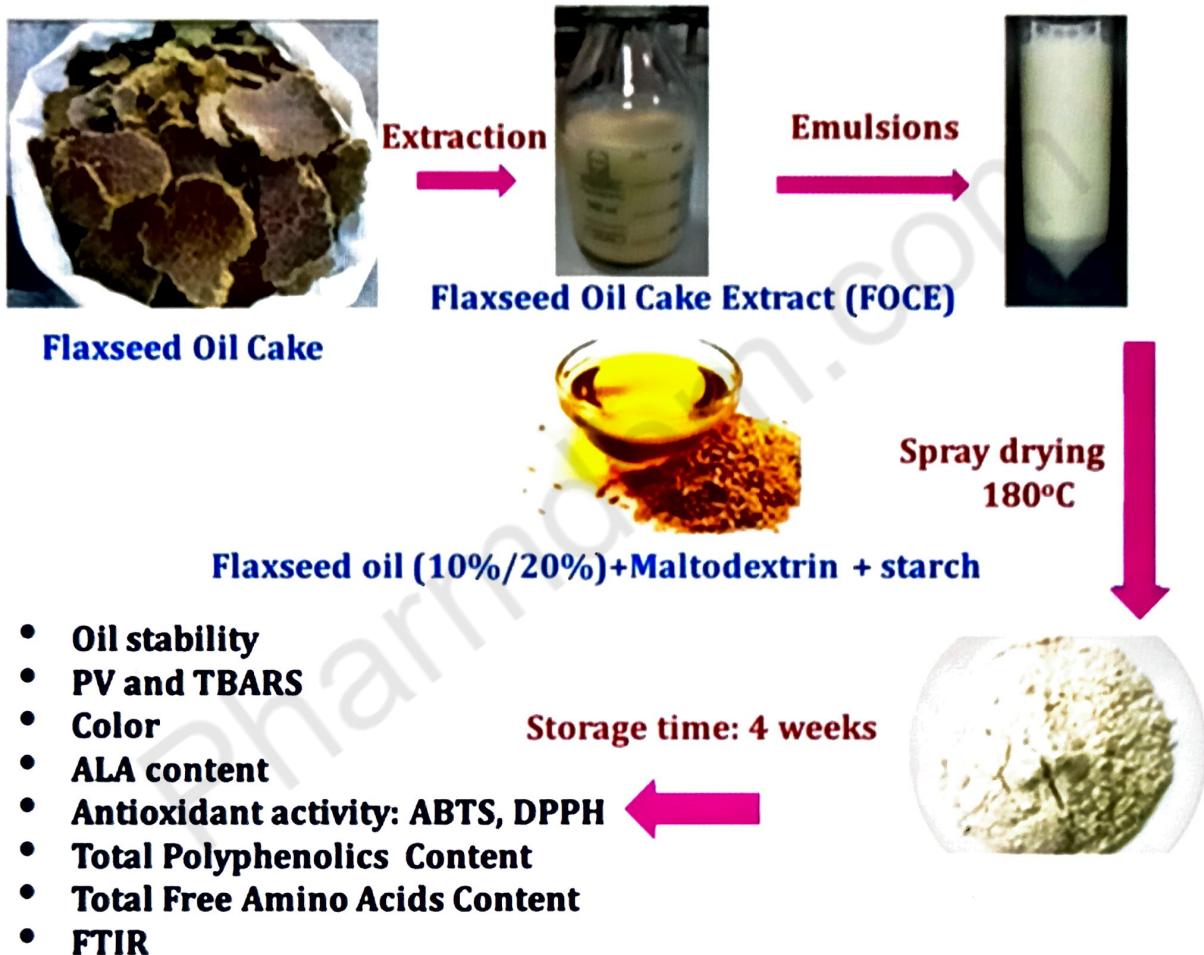 Extraction
Emulsions
Flaxseed Oil Cake Extract (FOCE)
Flaxseed Oil Cake
Spray drying
180ºC
Flaxseed oil (10%/20%)+Maltodextrin + starch
• Oil stability
• PV and TBARS
• Color
• ALA content
• Antioxidant activity: ABTS, DPPH
• Total Polyphenolics Content
• Total Free Amino Acids Content
• FTIR
Storage time: 4 weeks